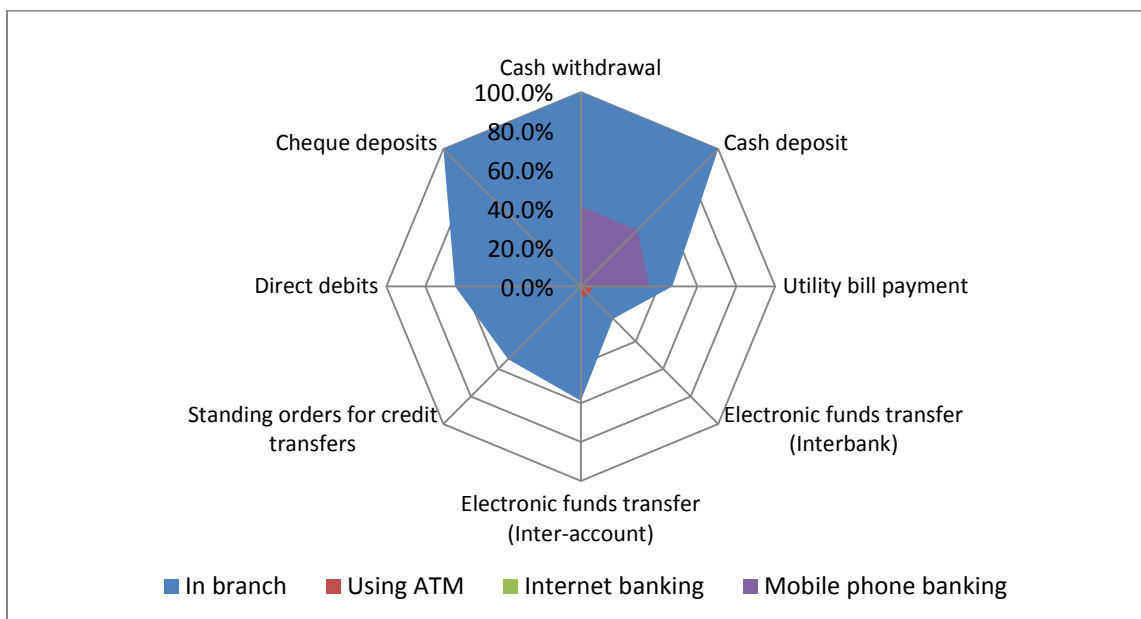 Cash withdrawal
100.0%
80.0%
60.0%
40.0%
20.0%
0.0%
Cash deposit
Utility bill payment
Electronic funds transfer
(Interbank)
Electronic funds transfer
(Inter-account)
Standing orders for credit
transfers
Direct debits
Cheque deposits
In branch
Using ATM
Internet banking
Mobile phone banking